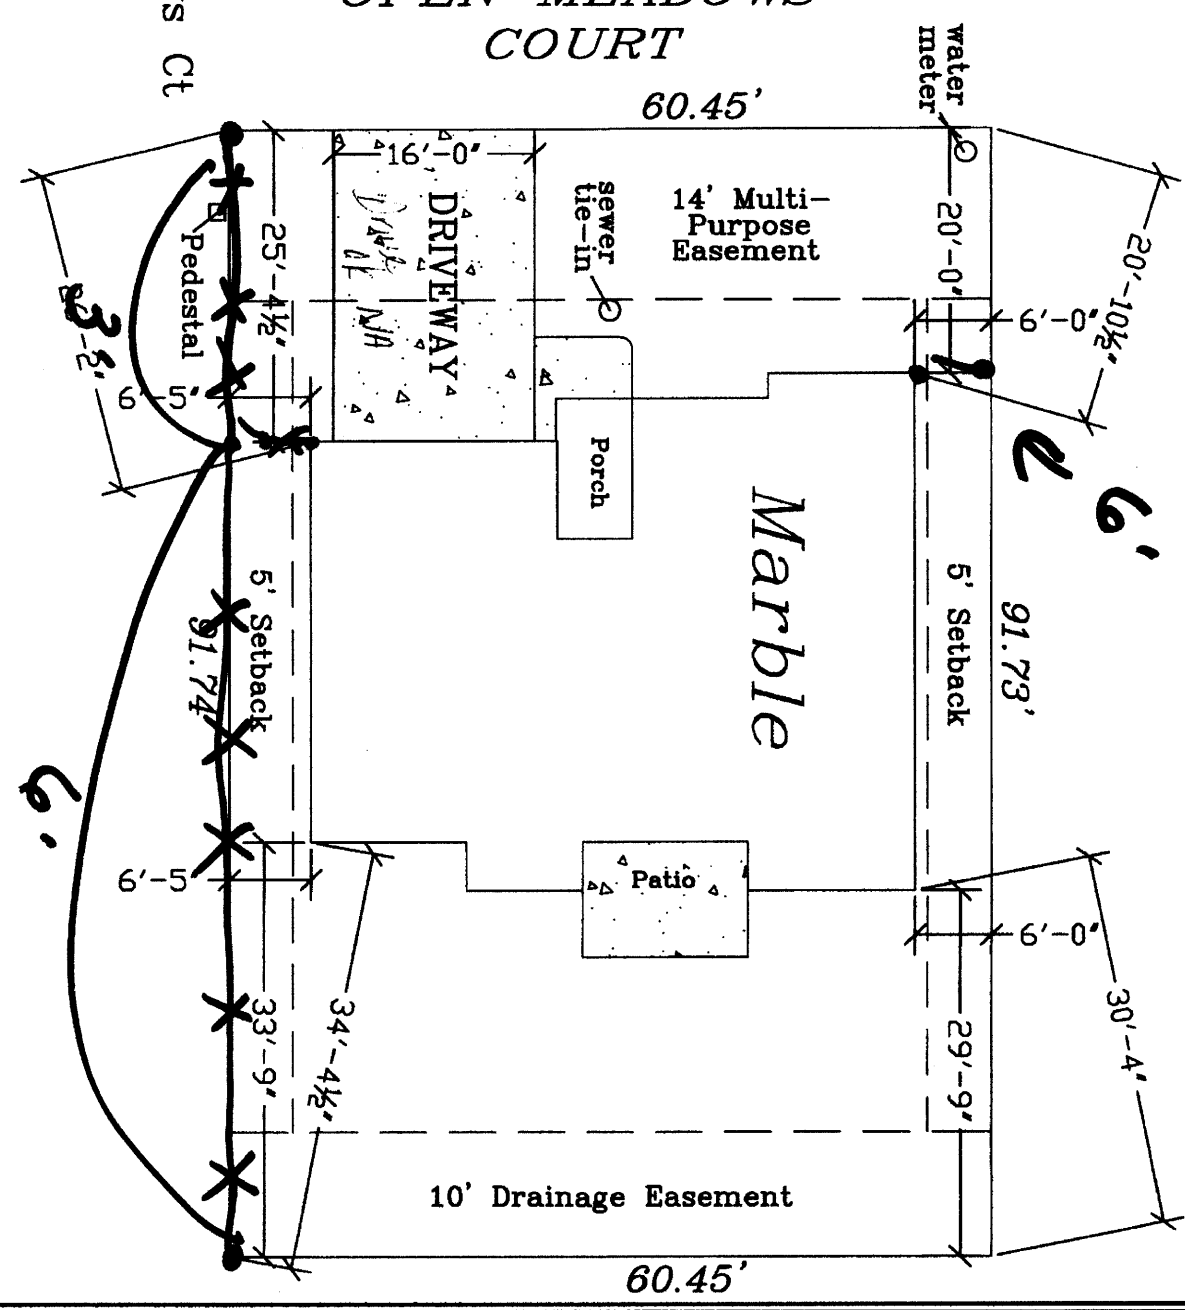 OPEN MEADOWS
COURT
s Ct
water
meter
60.45'
16'-0"
DRIVEWAY
sewer
tie-in
14' Multi-
Purpose
Easement
20'-0"
20'-10½"
Pedestal
25'-4½"
6'-0"
3'
6'-5"
Porch
6'
Marble
5' Setback
91.74'
5' Setback
91.73'
6'
6'-5"
Patio
6'-0"
33'-9"
34'-4½"
29'-9"
30'-4"
10' Drainage Easement
60.45'